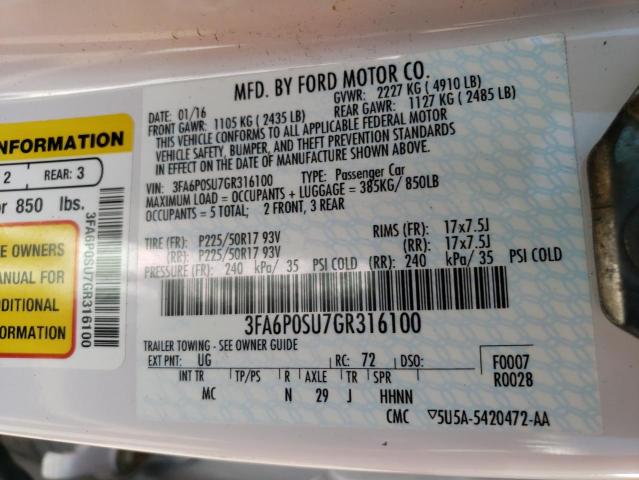 MFD. BY FORD MOTOR CO.
DATE: 01/16 GVWR: 2227 KG ( 4910 LB)
FRONT GAWR: 1105 KG ( 2435 LB) REAR GAWR: 1127 KG ( 2485 LB)
THIS VEHICLE CONFORMS TO ALL APPLICABLE FEDERAL MOTOR
VEHICLE SAFETY, BUMPER, AND THEFT PREVENTION STANDARDS
IN EFFECT ON THE DATE OF MANUFACTURE SHOWN ABOVE.
VIN: 3FA6P0SU7GR316100 TYPE: Passenger Car
MAXIMUM LOAD = OCCUPANTS + LUGGAGE = 385KG/ 850LB
OCCUPANTS = 5 TOTAL; 2 FRONT, 3 REAR
TIRE (FR): P225/50R17 93V RIMS (FR): 17x7.5J
(RR): P225/50R17 93V (RR): 17x7.5J
PRESSURE (FR): 240 kPa/ 35 PSI COLD (RR): 240 kPa/ 35 PSI COLD
3FA6P0SU7GR316100
TRAILER TOWING - SEE OWNER GUIDE
EXT PNT: UG RC: 72 DSO: F0007
R0028
INT TR TP/PS R AXLE TR SPR
MC N 29 J HHNN
CMC 5U5A-5420472-AA
INFORMATION
2 REAR: 3
or 850 lbs.
OWNERS
MANUAL FOR
ADDITIONAL
INFORMATION
3FA6P0SU7GR316100